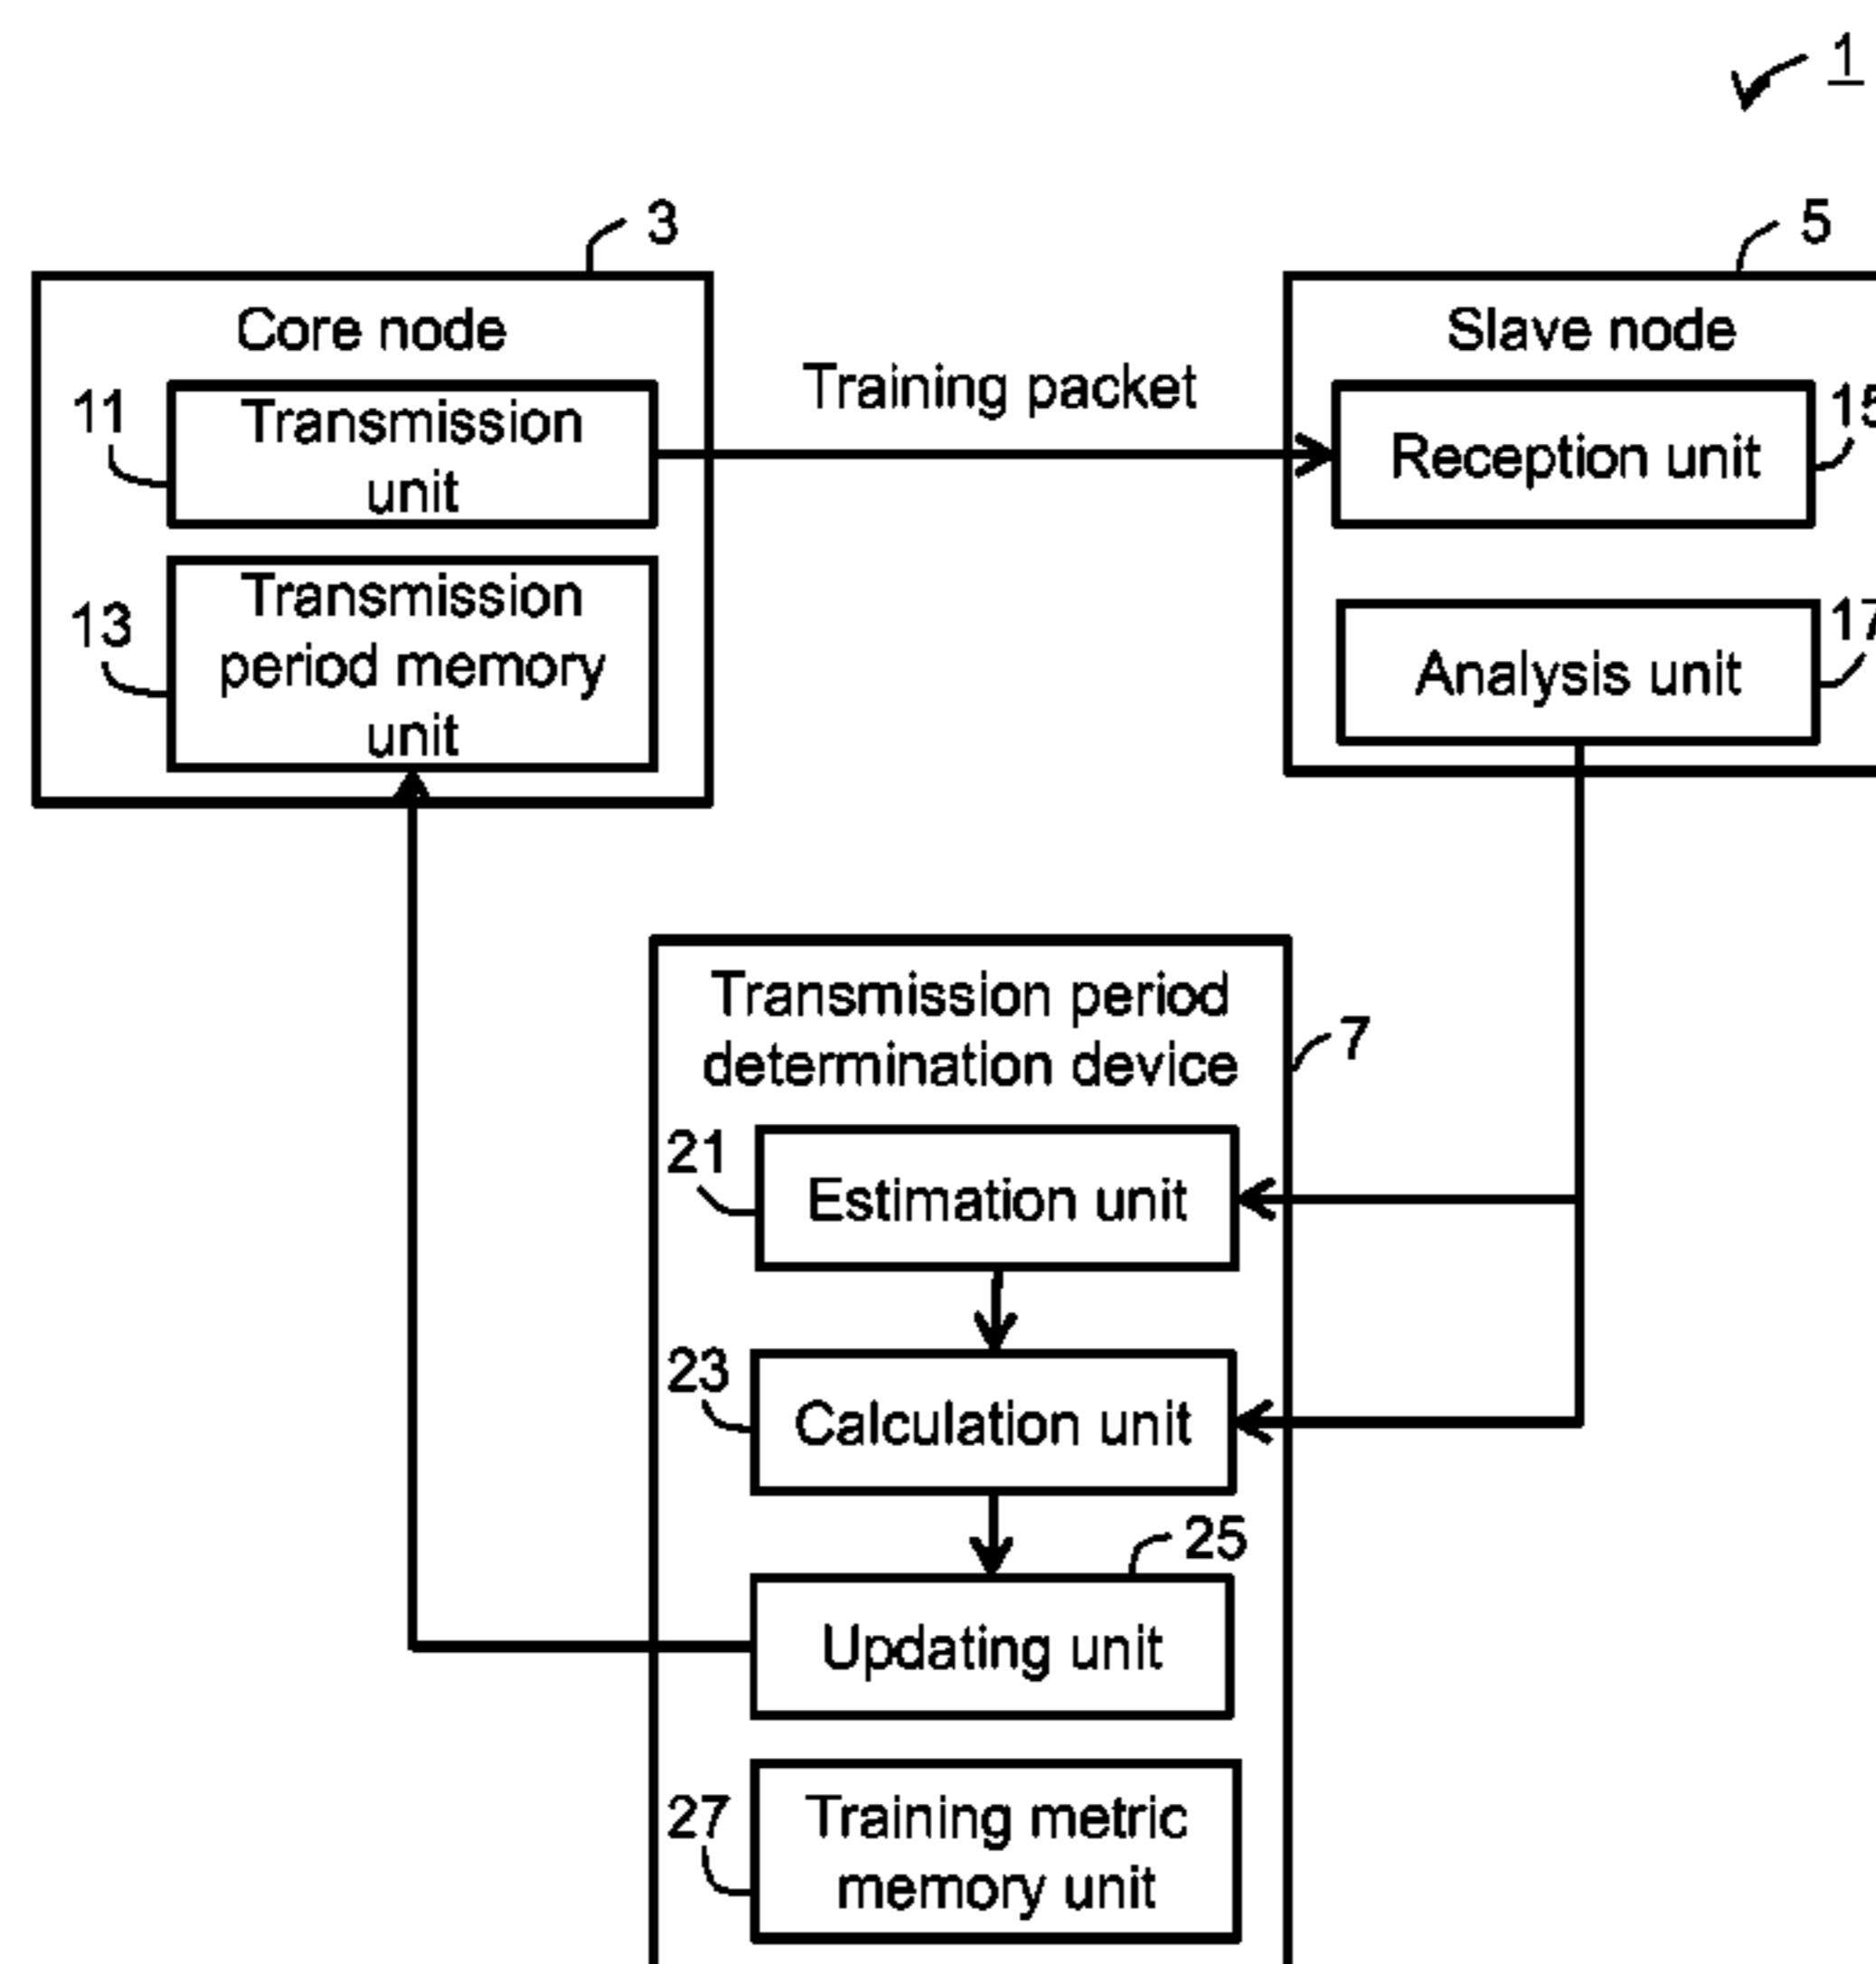 1
3
5
Core node
Slave node
Training packet
11
Transmission
unit
Reception unit
15
13
Transmission
period memory
unit
Analysis unit
17
Transmission period
determination device
7
21
Estimation unit
23
Calculation unit
25
Updating unit
27
Training metric
memory unit